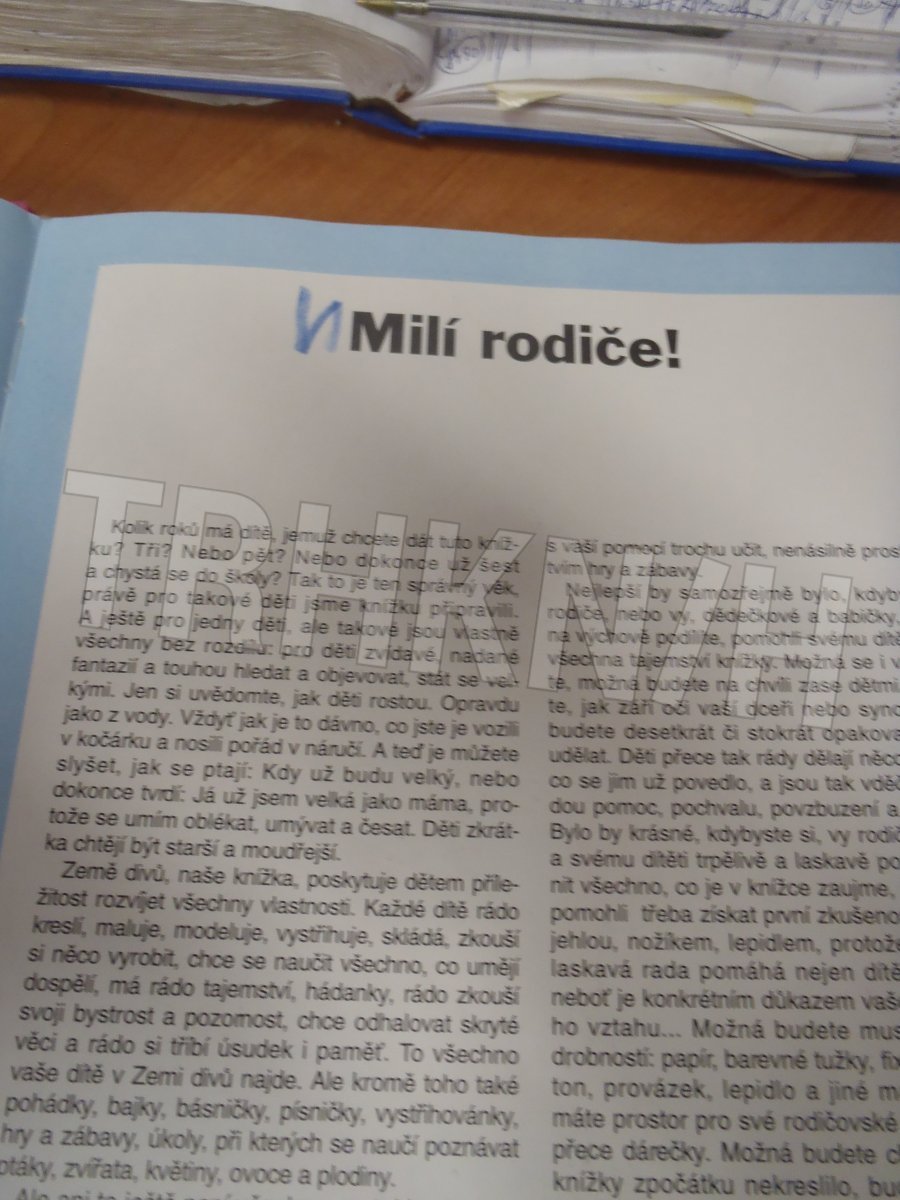 Milí rodiče!
TRUKY.U
Kolik roků má dítě, jemuž chcete dát tuto kníž-
ku? Tři? Nebo pět? Nebo dokonce už šest
a chystá se do školy? Tak to je ten správný věk,
právě pro takové děti jsme knížku připravili.
A ještě pro jedny děti, ale takové jsou vlastně
všechny bez rozdílu: pro děti zvídavé, nadané
fantazií a touhou hledat a objevovat, stát se vel-
kými. Jen si uvědomte, jak děti rostou. Opravdu
jako z vody. Vždyť jak je to dávno, co jste je vozili
v kočárku a nosili pořád v náručí. A teď je můžete
slyšet, jak se ptají: Kdy už budu velký, nebo
dokonce tvrdí: Já už jsem velká jako máma, pro-
tože se umím oblékat, umývat a česat. Děti zkrát-
ka chtějí být starší a moudřejší.
Země divů, naše knížka, poskytuje dětem příle-
žitost rozvíjet všechny vlastnosti. Každé dítě rádo
kreslí, maluje, modeluje, vystřihuje, skládá, zkouší
si něco vyrobit, chce se naučit všechno, co umějí
dospělí, má rádo tajemství, hádanky, rádo zkouší
svoji bystrost a pozornost, chce odhalovat skryté
věci a rádo si tříbí úsudek i paměť. To všechno
vaše dítě v Zemi divů najde. Ale kromě toho také
pohádky, bajky, básničky, písničky, vystřihovánky,
hry a zábavy, úkoly, při kterých se naučí poznávat
ptáky, zvířata, květiny, ovoce a plodiny.
s vaší pomocí trochu učit, nenásilně pros
tvím hry a zábavy.
Nejlepší by samozřejmě bylo, kdyby
rodiče, nebo vy, dědečkové a babičky,
na výchově podílíte, pomohli svému dítě
všechna tajemství knížky. Možná se i v
te, možná budete na chvíli zase dětmi.
te, jak září oči vaší dceři nebo syno
budete desetkrát či stokrát opakova
udělat. Děti přece tak rády dělají něco
co se jim už povedlo, a jsou tak vdě
dou pomoc, pochvalu, povzbuzení a
Bylo by krásné, kdybyste si, vy rodič
a svému dítěti trpělivě a laskavě po
nit všechno, co je v knížce zaujme,
pomohli třeba získat první zkušeno
jehlou, nožíkem, lepidlem, protože
laskavá rada pomáhá nejen dítě
neboť je konkrétním důkazem vaše
ho vztahu... Možná budete mus
drobností: papír, barevné tužky, fix
ton, provázek, lepidlo a jiné m
máte prostor pro své rodičovské
přece dárečky. Možná budete c
knížky zpočátku nekreslilo, bu